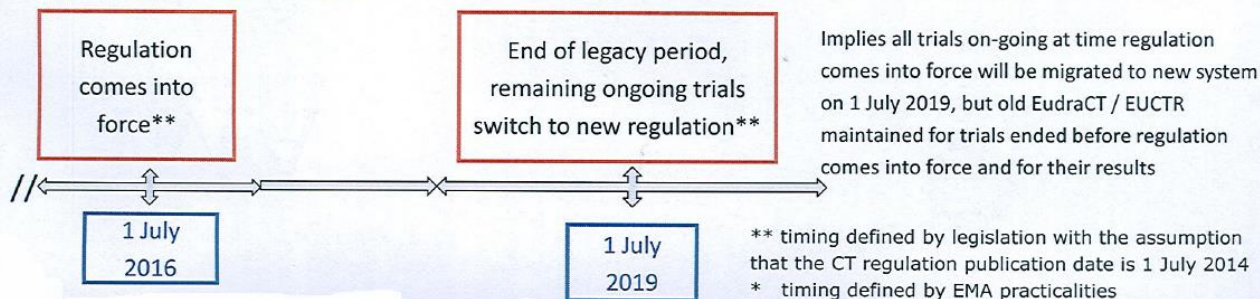 Regulation
comes into
force**
End of legacy period,
remaining ongoing trials
switch to new regulation**
Implies all trials on-going at time regulation
comes into force will be migrated to new system
on 1 July 2019, but old EudraCT / EUCTR
maintained for trials ended before regulation
comes into force and for their results
//
1 July
2016
1 July
2019
** timing defined by legislation with the assumption
that the CT regulation publication date is 1 July 2014
* timing defined by EMA practicalities